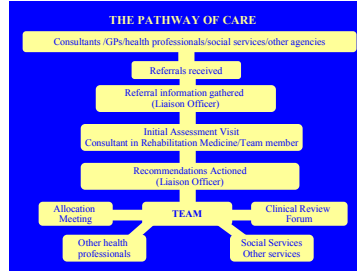 THE PATHWAY OF CARE
Consultants /GPs/health professionals/social services/other agencies
Referrals received
Referral information gathered
(Liaison Officer)
Initial Assessment Visit
Consultant in Rehabilitation Medicine/Team member
Recommendations Actioned
(Liaison Officer)
Allocation
Meeting
TEAM
Clinical Review
Forum
Other health
professionals
Social Services
Other services